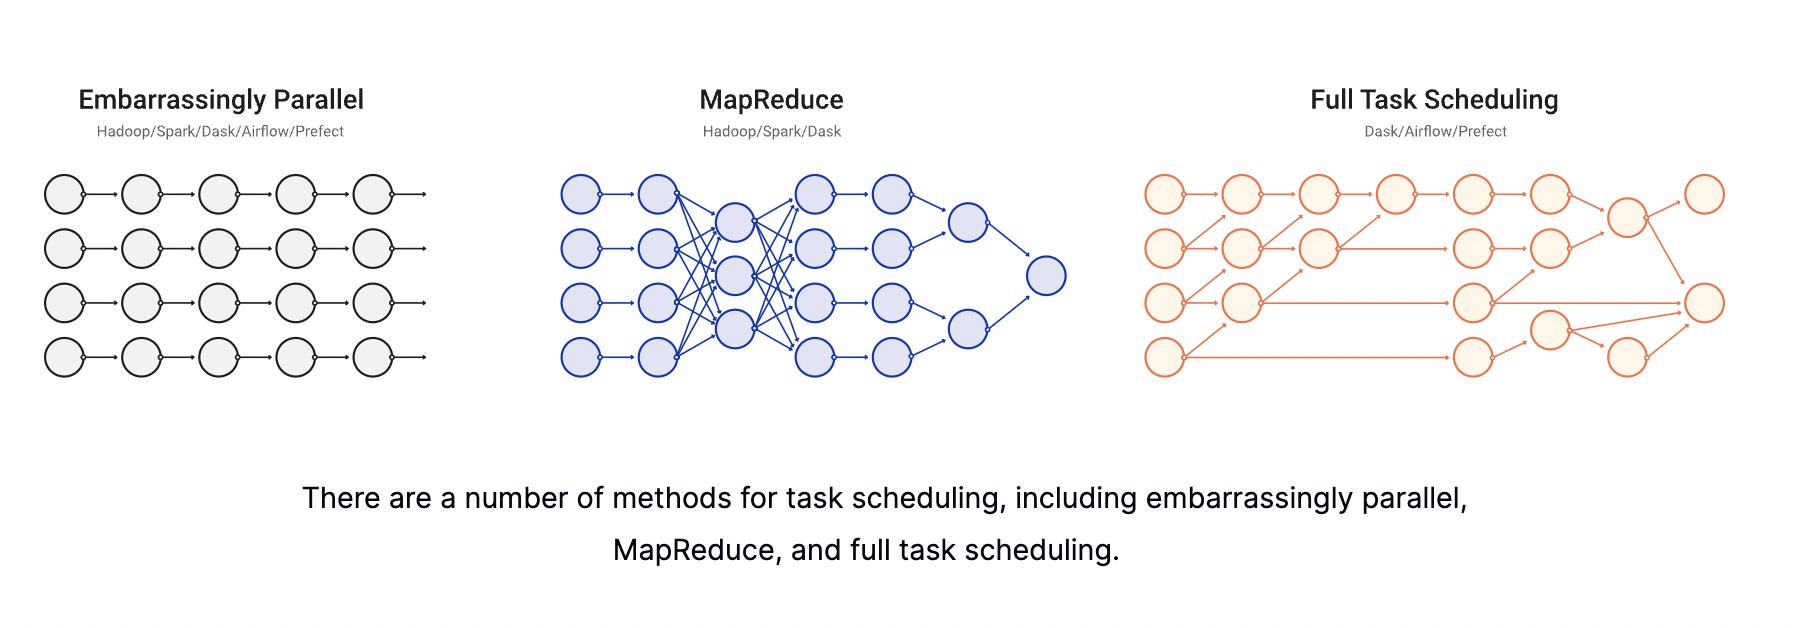 Embarrassingly Parallel
Hadoop/Spark/Dask/Airflow/Prefect
MapReduce
Hadoop/Spark/Dask
Full Task Scheduling
Dask/Airflow/Prefect
There are a number of methods for task scheduling, including embarrassingly parallel,
MapReduce, and full task scheduling.